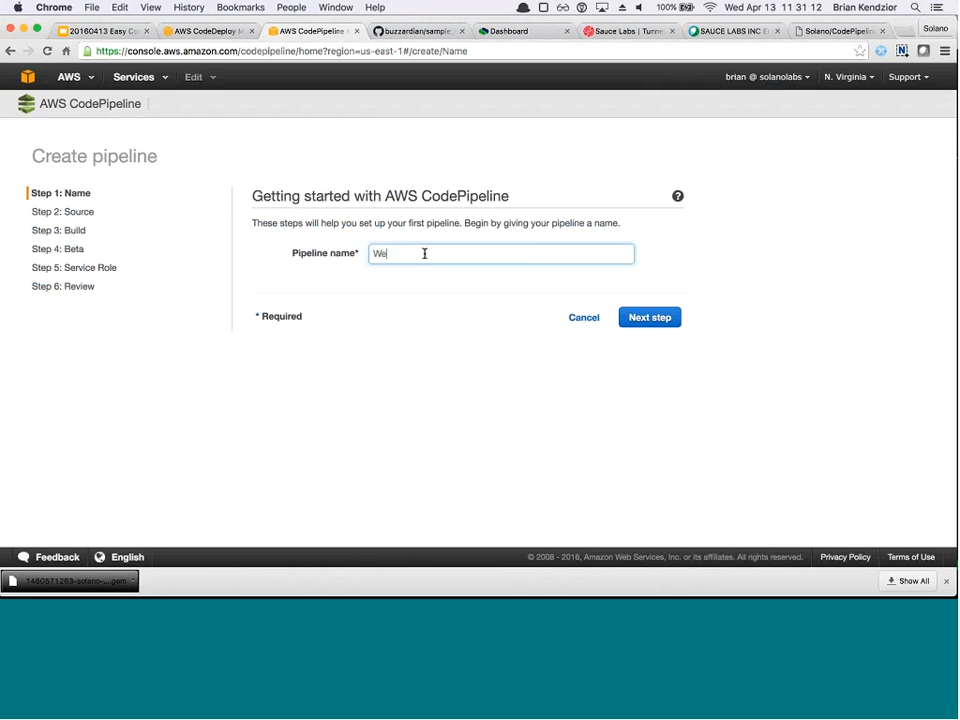 Chrome File Edit View History Bookmarks People Window Help 100% Wed Apr 13 11 31 12 Brian Kendzior
20160413 Easy Co AWS CodeDeploy M AWS CodePipeline buzzardian/sample. Dashboard Sauce Labs | Tunnel SAUCE LABS INC E Solano/CodePipelin Solano
https://console.aws.amazon.com/codepipeline/home?region=us-east-1#/create/Name
AWS Services Edit brian @ solanolabs N. Virginia Support
AWS CodePipeline
Create pipeline
Step 1: Name
Step 2: Source
Step 3: Build
Step 4: Beta
Step 5: Service Role
Step 6: Review
Getting started with AWS CodePipeline ?
These steps will help you set up your first pipeline. Begin by giving your pipeline a name.
Pipeline name* We
* Required Cancel Next step
Feedback English © 2008 - 2016, Amazon Web Services, Inc. or its affiliates. All rights reserved. Privacy Policy Terms of Use
1460571263-solano-....gem Show All